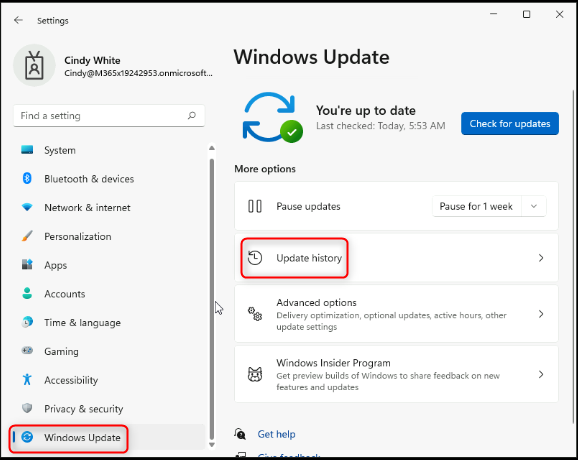 Settings
Cindy White
Cindy@M365x19242953.onmicrosoft...
Find a setting
System
Bluetooth & devices
Network & internet
Personalization
Apps
Accounts
Time & language
Gaming
Accessibility
Privacy & security
Windows Update
Windows Update
You're up to date
Last checked: Today, 5:53 AM
Check for updates
More options
Pause updates
Pause for 1 week
Update history
Advanced options
Delivery optimization, optional updates, active hours, other
update settings
Windows Insider Program
Get preview builds of Windows to share feedback on new
features and updates
Get help
Give feedback